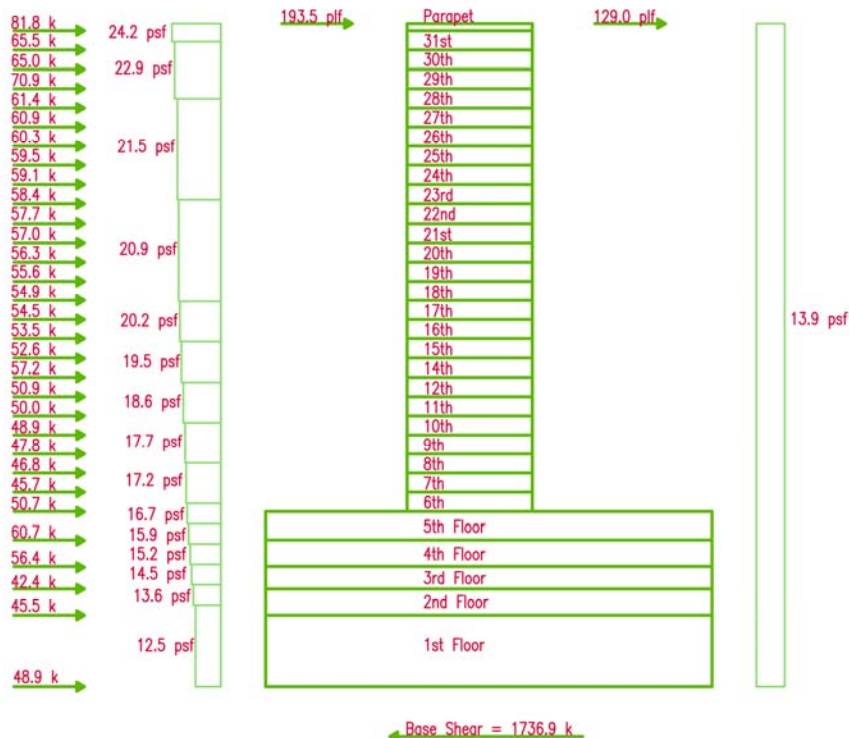 81.8 k
65.5 k
65.0 k
70.9 k
61.4 k
60.9 k
60.3 k
59.5 k
59.1 k
58.4 k
57.7 k
57.0 k
56.3 k
55.6 k
54.9 k
54.5 k
53.5 k
52.6 k
57.2 k
50.9 k
50.0 k
48.9 k
47.8 k
46.8 k
45.7 k
50.7 k
60.7 k
56.4 k
42.4 k
45.5 k
48.9 k
24.2 psf
22.9 psf
21.5 psf
20.9 psf
20.2 psf
19.5 psf
18.6 psf
17.7 psf
17.2 psf
16.7 psf
15.9 psf
15.2 psf
14.5 psf
13.6 psf
12.5 psf
193.5 plf
Parapet
31st
30th
29th
28th
27th
26th
25th
24th
23rd
22nd
21st
20th
19th
18th
17th
16th
15th
14th
12th
11th
10th
9th
8th
7th
6th
5th Floor
4th Floor
3rd Floor
2nd Floor
1st Floor
129.0 plf
13.9 psf
Base Shear = 1736.9 k